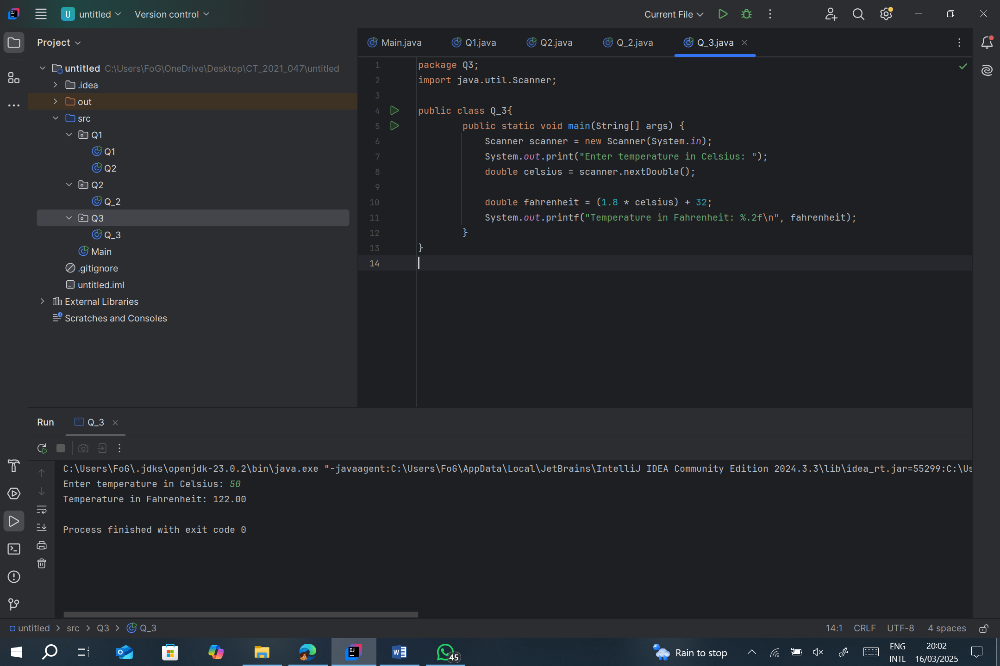 U untitled Version control Current File
Project
untitled C:\Users\FoG\OneDrive\Desktop\CT_2021_047\untitled
.idea
out
src
Q1
Q1
Q2
Q2
Q_2
Q3
Q_3
Main
.gitignore
untitled.iml
External Libraries
Scratches and Consoles
Main.java Q1.java Q2.java Q_2.java Q_3.java
1 package Q3;
2 import java.util.Scanner;
3
4 public class Q_3{
5 public static void main(String[] args) {
6 Scanner scanner = new Scanner(System.in);
7 System.out.print("Enter temperature in Celsius: ");
8 double celsius = scanner.nextDouble();
9
10 double fahrenheit = (1.8 * celsius) + 32;
11 System.out.printf("Temperature in Fahrenheit: %.2f\n", fahrenheit);
12 }
13 }
14
Run Q_3
C:\Users\FoG\.jdks\openjdk-23.0.2\bin\java.exe "-javaagent:C:\Users\FoG\AppData\Local\JetBrains\IntelliJ IDEA Community Edition 2024.3.3\lib\idea_rt.jar=55299:C:\Us
Enter temperature in Celsius: 50
Temperature in Fahrenheit: 122.00
Process finished with exit code 0
untitled > src > Q3 > Q_3 14:1 CRLF UTF-8 4 spaces
45 Rain to stop ENG 20:02
INTL 16/03/2025